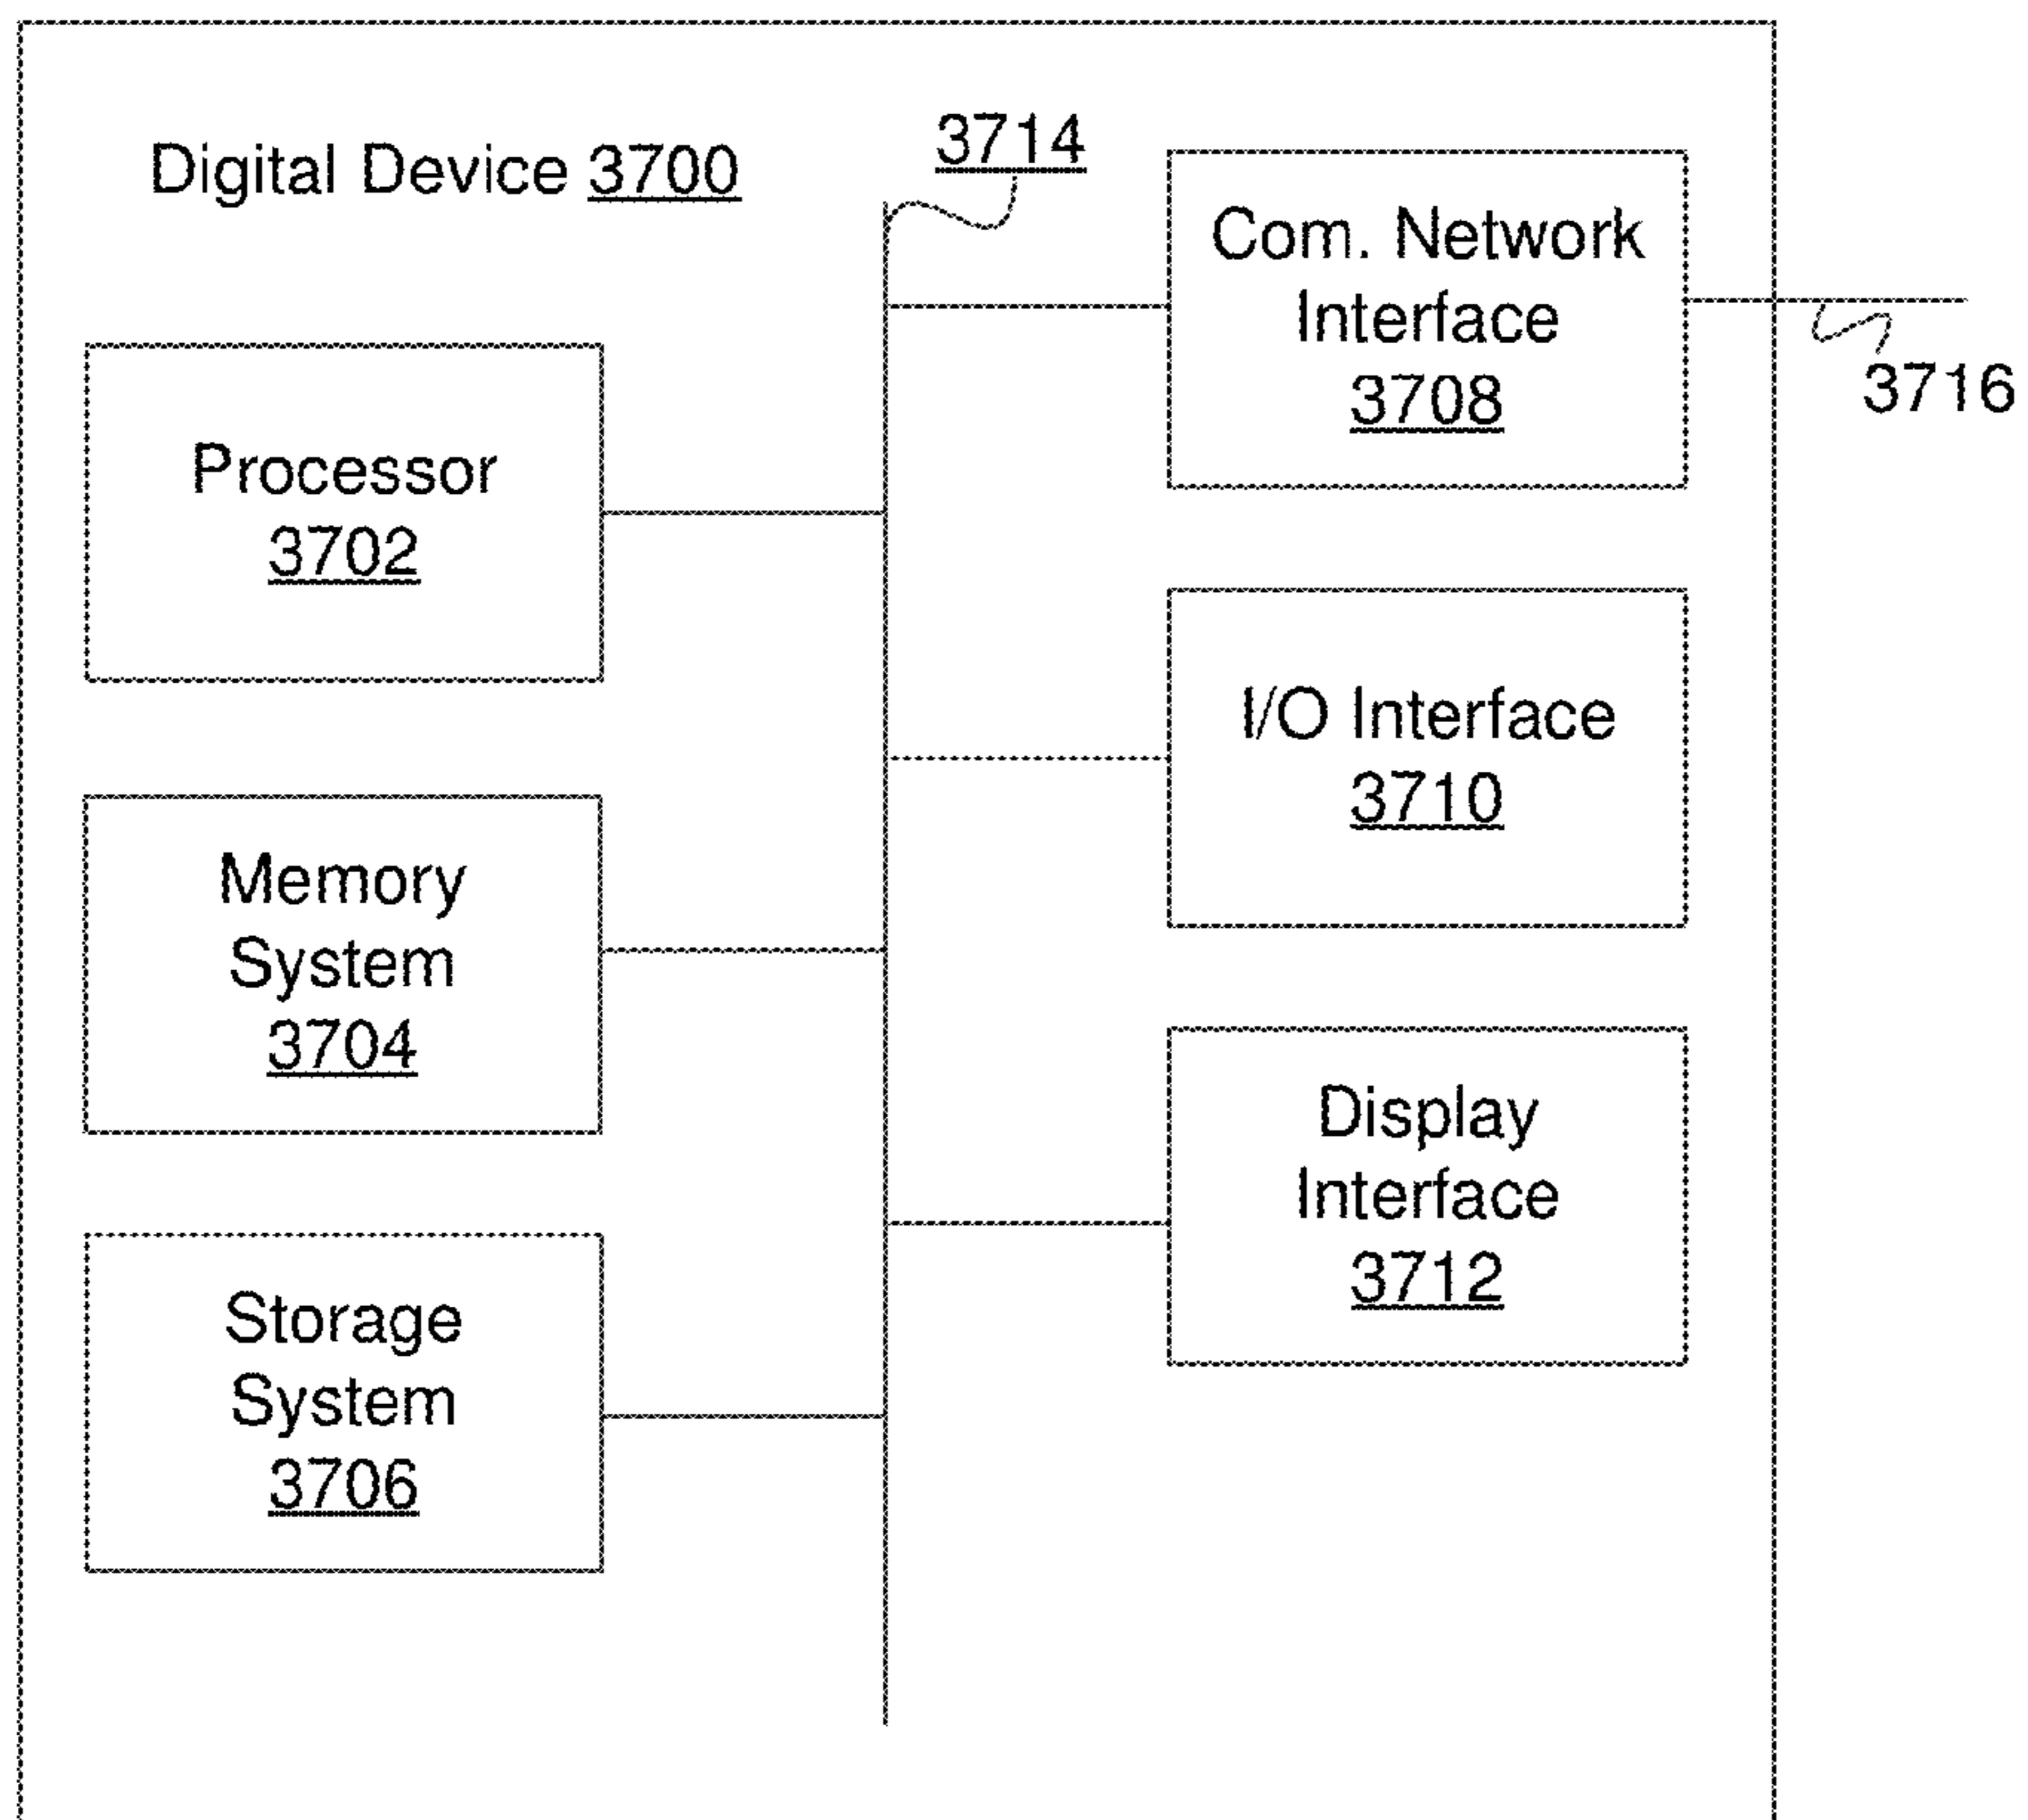 Digital Device 3700
3714
Com. Network
Interface
3708
3716
Processor
3702
I/O Interface
3710
Memory
System
3704
Display
Interface
3712
Storage
System
3706